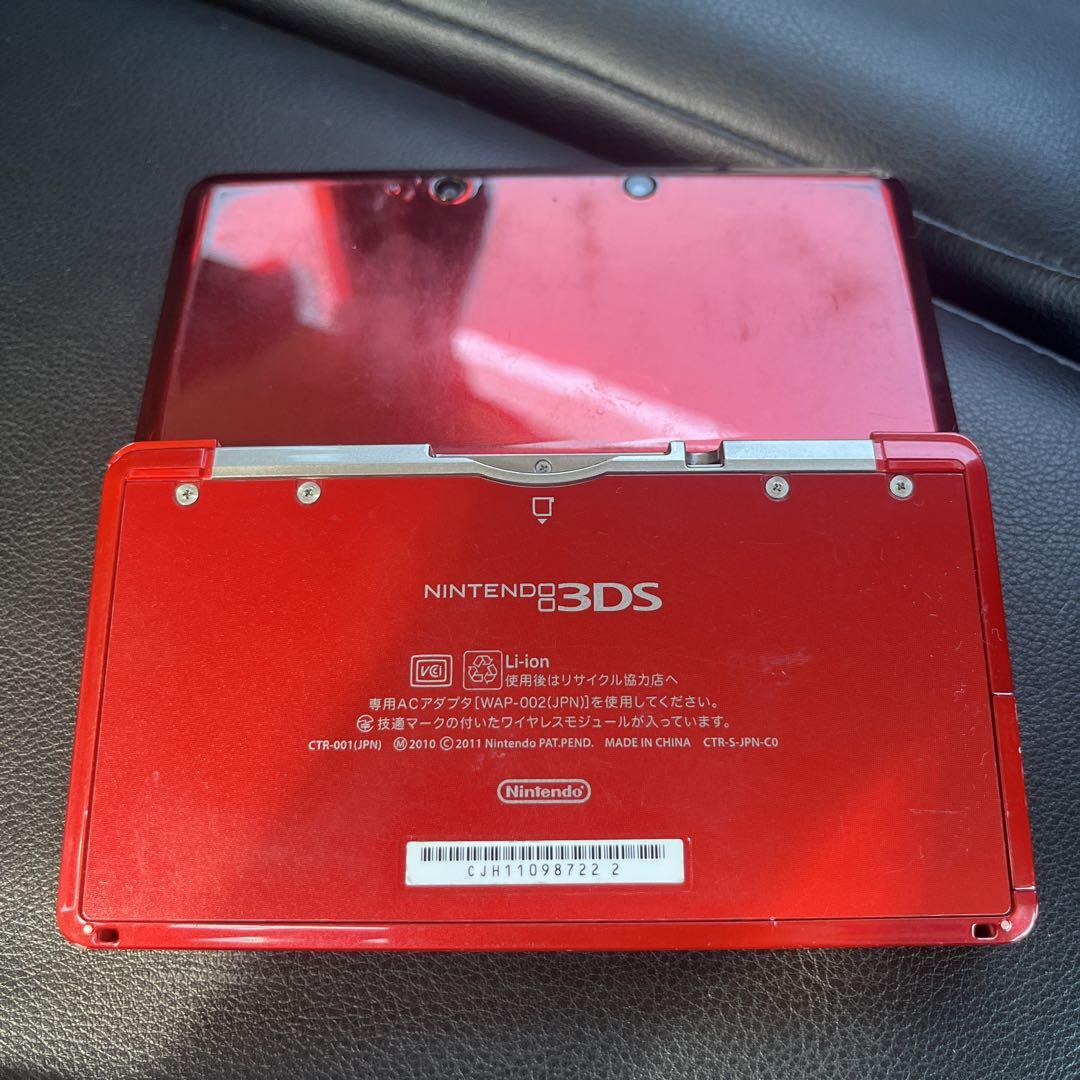 NINTENDO3DS
VCCI Li-ion
使用後はリサイクル協力店へ
専用ACアダプタ[WAP-002(JPN)]を使用してください。
技適マークの付いたワイヤレスモジュールが入っています。
CTR-001(JPN) Ⓜ2010 Ⓒ2011 Nintendo PAT.PEND. MADE IN CHINA CTR-S-JPN-C0
Nintendo®
CJH11098722 2